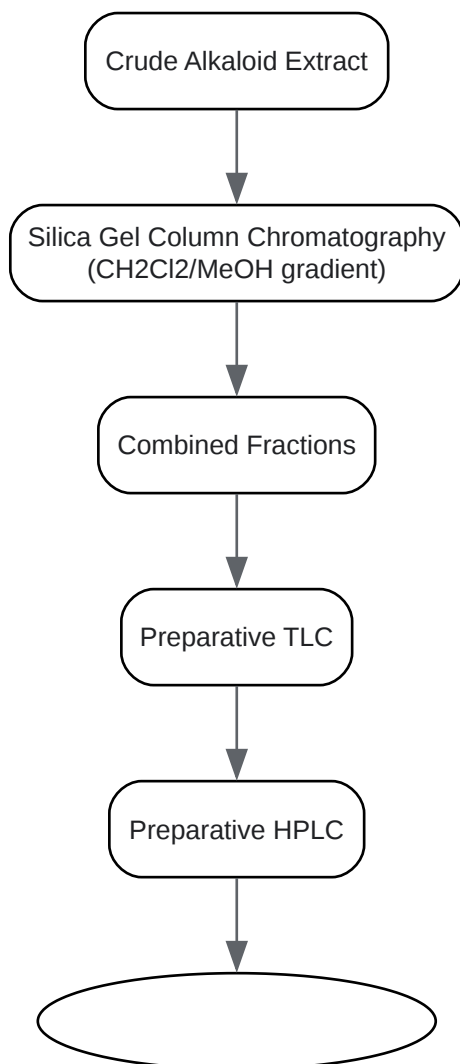 Crude Alkaloid Extract
Silica Gel Column Chromatography
(CH2Cl2/MeOH gradient)
Combined Fractions
Preparative TLC
Preparative HPLC